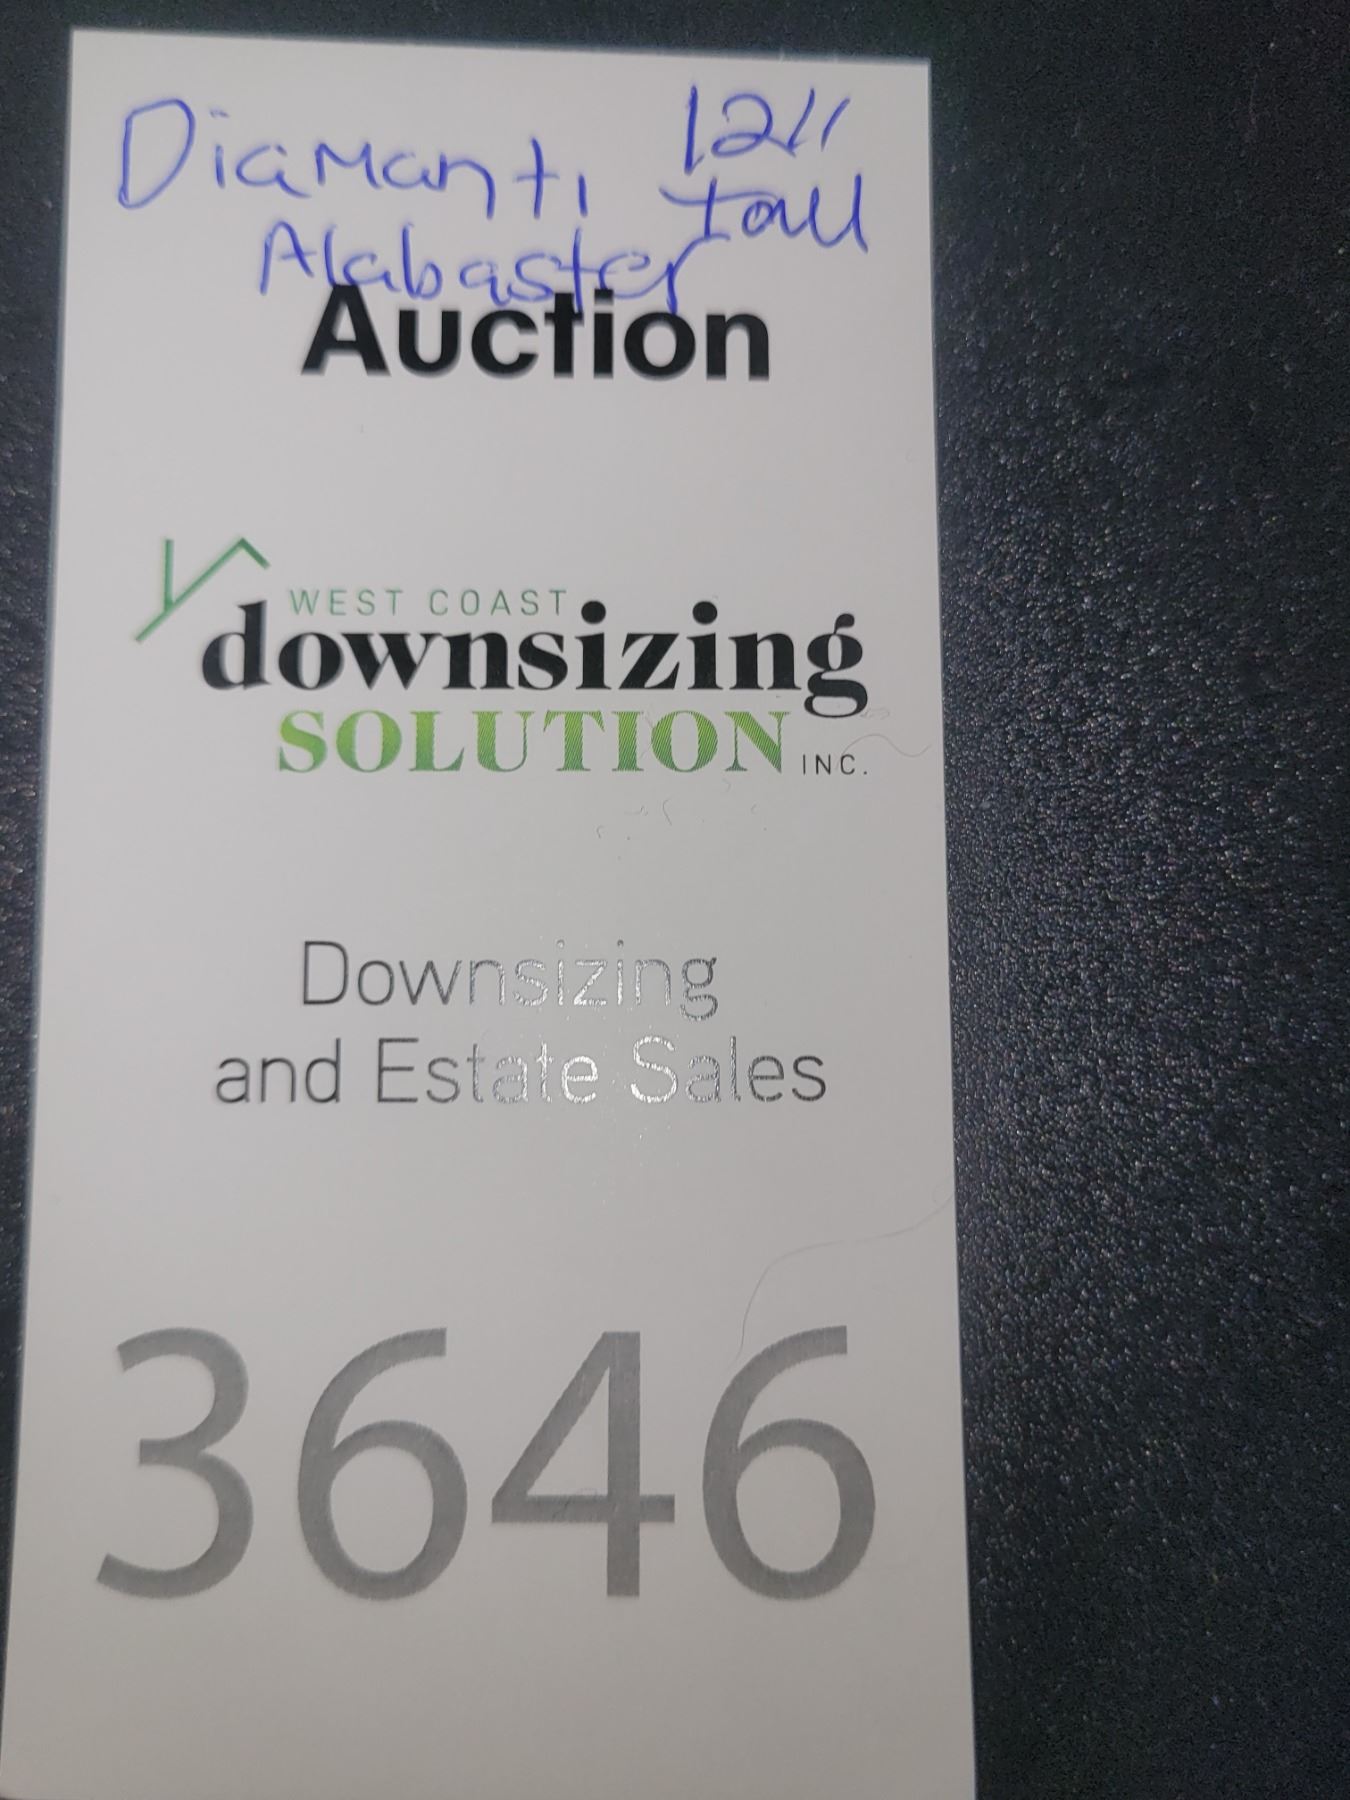 Diamanti 12"
Alabaster tall
Auction
WEST COAST
downsizing
SOLUTION INC.
Downsizing
and Estate Sales
3646